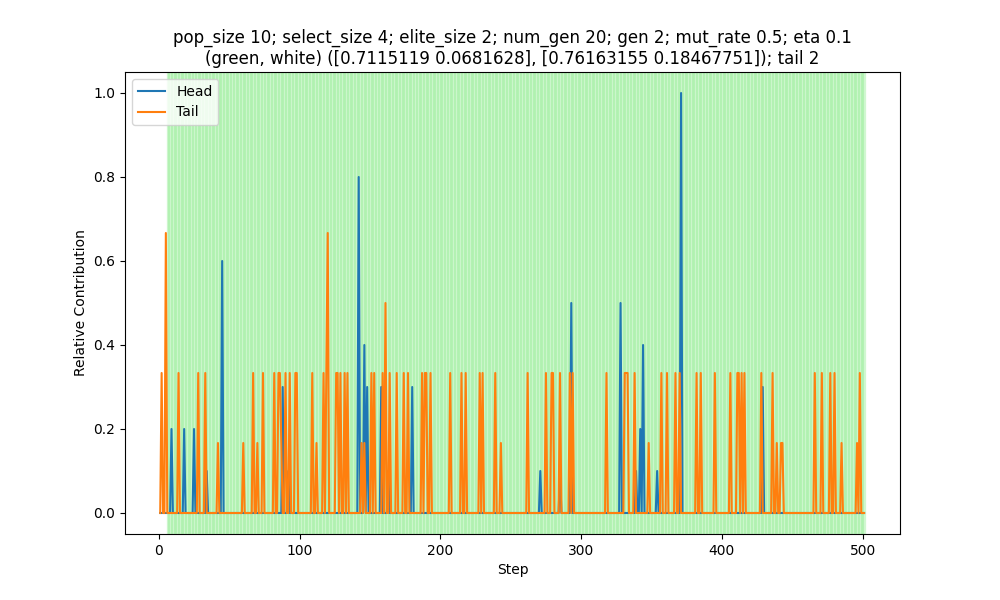 pop_size 10; select_size 4; elite_size 2; num_gen 20; gen 2; mut_rate 0.5; eta 0.1
(green, white) ([0.7115119 0.0681628], [0.76163155 0.18467751]); tail 2
Head
Tail
1.0
0.8
0.6
0.4
0.2
0.0
Relative Contribution
0
100
200
300
400
500
Step